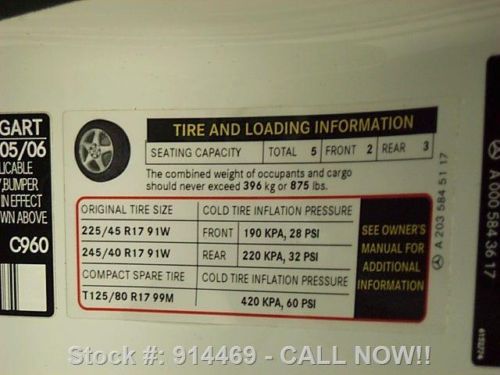 GART
05/06
LICABLE
,BUMPER
IN EFFECT
WN ABOVE
C960
TIRE AND LOADING INFORMATION
SEATING CAPACITY TOTAL 5 FRONT 2 REAR 3
The combined weight of occupants and cargo
should never exceed 396 kg or 875 lbs.
ORIGINAL TIRE SIZE COLD TIRE INFLATION PRESSURE
225/45 R17 91W FRONT 190 KPA, 28 PSI
245/40 R17 91W REAR 220 KPA, 32 PSI
COMPACT SPARE TIRE COLD TIRE INFLATION PRESSURE
T125/80 R17 99M 420 KPA, 60 PSI
SEE OWNER'S
MANUAL FOR
ADDITIONAL
INFORMATION
A 203 584 51 17
A 000 584 36 17
Stock #: 914469 - CALL NOW!!